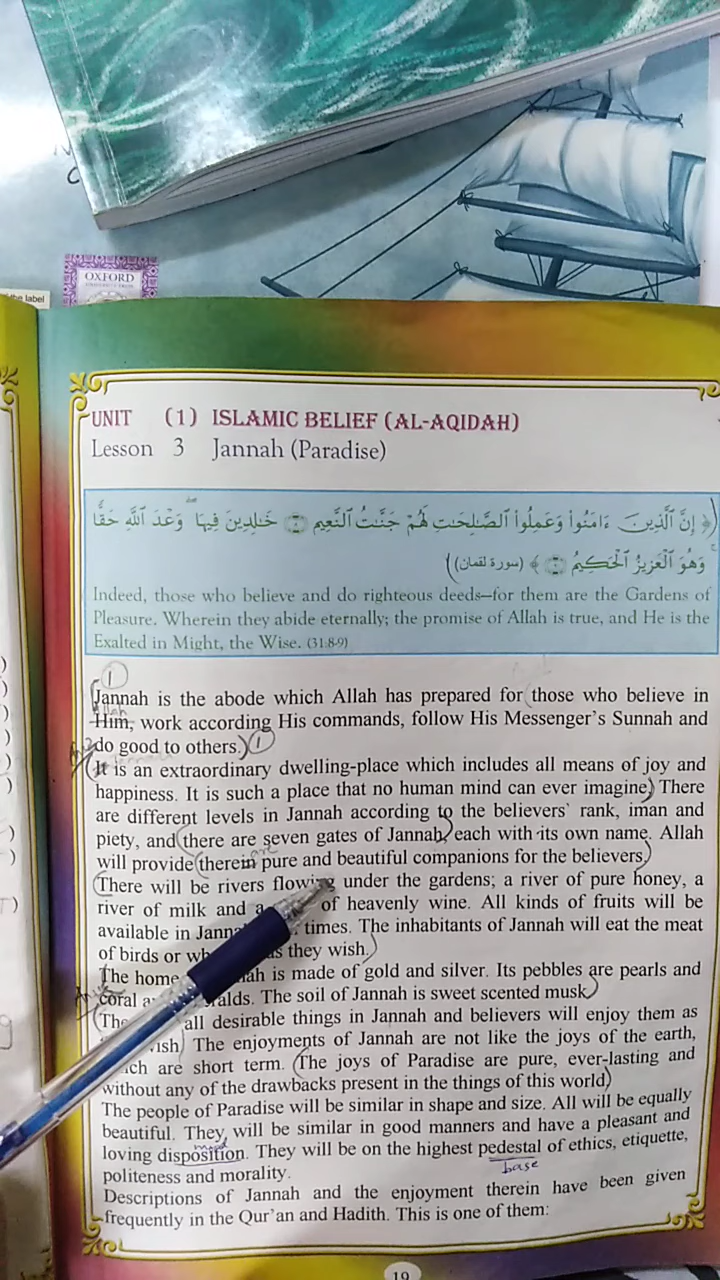 OXFORD
the label
UNIT (1) ISLAMIC BELIEF (AL-AQIDAH)
Lesson 3 Jannah (Paradise)
﴿ إِنَّ ٱلَّذِينَ ءَامَنُوا۟ وَعَمِلُوا۟ ٱلصَّـٰلِحَـٰتِ لَهُمْ جَنَّـٰتُ ٱلنَّعِيمِ خَـٰلِدِينَ فِيهَا ۖ وَعْدَ ٱللَّهِ حَقًّا
وَهُوَ ٱلْعَزِيزُ ٱلْحَكِيمُ ﴾ (سورة لقمان)
Indeed, those who believe and do righteous deeds—for them are the Gardens of
Pleasure. Wherein they abide eternally; the promise of Allah is true, and He is the
Exalted in Might, the Wise. (31:8-9)
1
Jannah is the abode which Allah has prepared for those who believe in
Allah
Him, work according His commands, follow His Messenger's Sunnah and
do good to others. 1
It is an extraordinary dwelling-place which includes all means of joy and
happiness. It is such a place that no human mind can ever imagine. There
are different levels in Jannah according to the believers' rank, iman and
piety, and there are seven gates of Jannah, each with its own name. Allah
are
will provide therein pure and beautiful companions for the believers.
There will be rivers flowing under the gardens; a river of pure honey, a
river of milk and a of heavenly wine. All kinds of fruits will be
available in times. The inhabitants of Jannah will eat the meat
of birds or they wish.
The home is made of gold and silver. Its pebbles are pearls and
coral The soil of Jannah is sweet scented musk.
all desirable things in Jannah and believers will enjoy them as
The enjoyments of Jannah are not like the joys of the earth,
are short term. The joys of Paradise are pure, ever-lasting and
without any of the drawbacks present in the things of this world.
The people of Paradise will be similar in shape and size. All will be equally
beautiful. They will be similar in good manners and have a pleasant and
mood
loving disposition. They will be on the highest pedestal of ethics, etiquette,
base
politeness and morality.
Descriptions of Jannah and the enjoyment therein have been given
frequently in the Qur'an and Hadith. This is one of them:
19